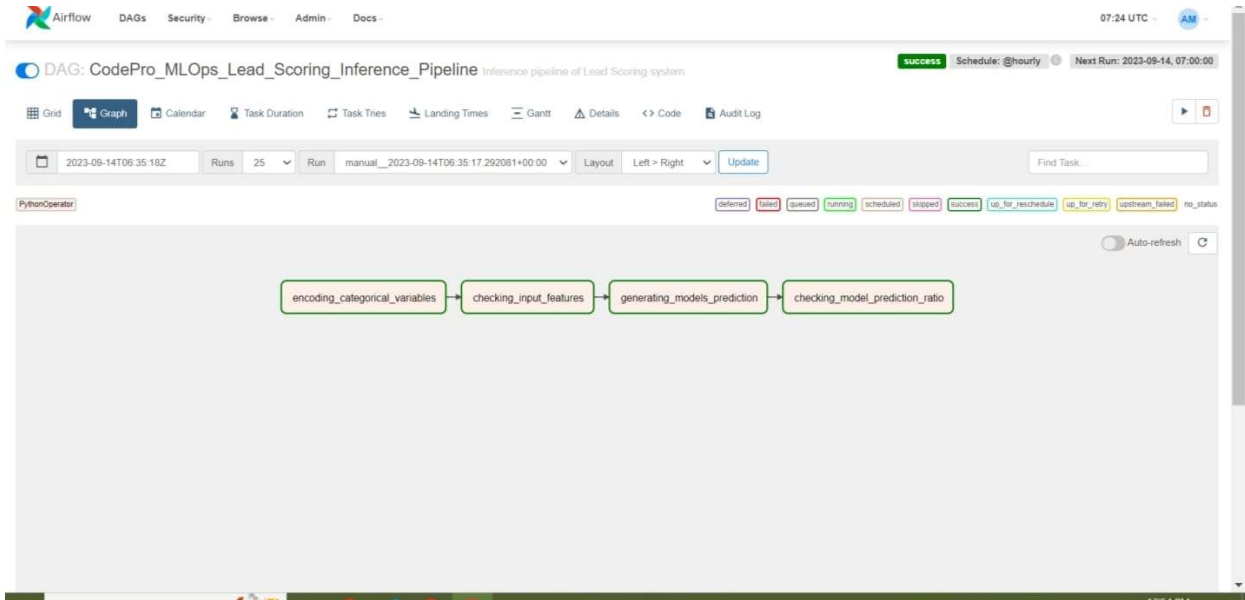 Airflow DAGs Security Browse Admin Docs 07:24 UTC AM
DAG: CodePro_MLOps_Lead_Scoring_Inference_Pipeline Inference pipeline of Lead Scoring system success Schedule: @hourly Next Run: 2023-09-14, 07:00:00
Grid Graph Calendar Task Duration Task Tries Landing Times Gantt Details <> Code Audit Log
2023-09-14T06:35:18Z Runs 25 Run manual__2023-09-14T06:35:17.292081+00:00 Layout Left > Right Update Find Task...
PythonOperator deferred failed queued running scheduled skipped success up_for_reschedule up_for_retry upstream_failed no_status
Auto-refresh
encoding_categorical_variables checking_input_features generating_models_prediction checking_model_prediction_ratio